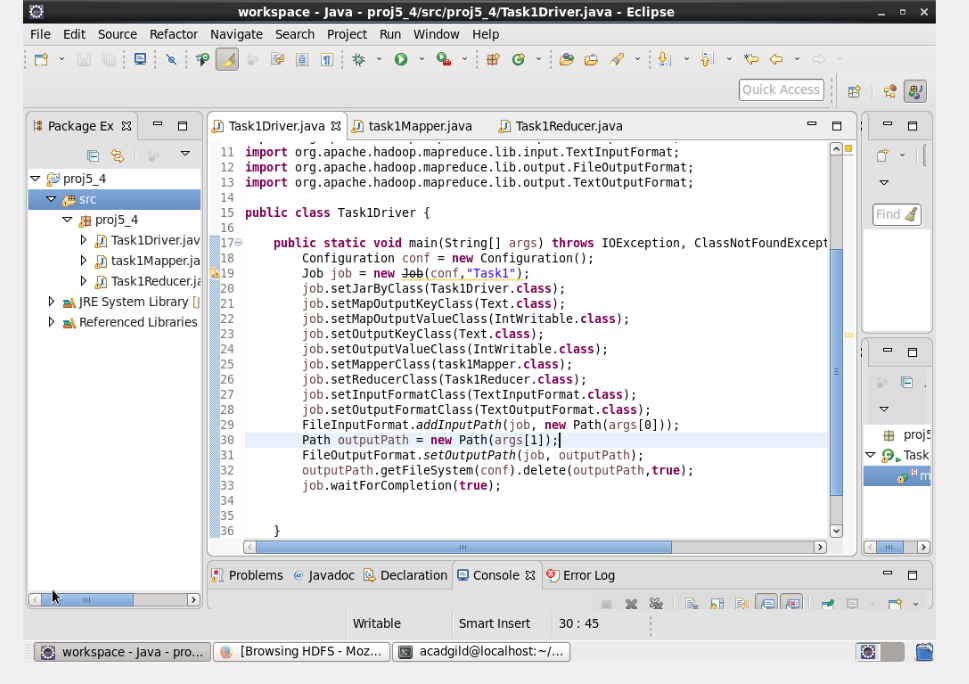 workspace - Java - proj5_4/src/proj5_4/Task1Driver.java - Eclipse
File Edit Source Refactor Navigate Search Project Run Window Help
Quick Access
Package Ex
Task1Driver.java task1Mapper.java Task1Reducer.java
proj5_4
src
proj5_4
Task1Driver.jav
task1Mapper.ja
Task1Reducer.ja
JRE System Library [J
Referenced Libraries
11 import org.apache.hadoop.mapreduce.lib.input.TextInputFormat;
12 import org.apache.hadoop.mapreduce.lib.output.FileOutputFormat;
13 import org.apache.hadoop.mapreduce.lib.output.TextOutputFormat;
14
15 public class Task1Driver {
16
17 public static void main(String[] args) throws IOException, ClassNotFoundExcept
18 Configuration conf = new Configuration();
19 Job job = new Job(conf,"Task1");
20 job.setJarByClass(Task1Driver.class);
21 job.setMapOutputKeyClass(Text.class);
22 job.setMapOutputValueClass(IntWritable.class);
23 job.setOutputKeyClass(Text.class);
24 job.setOutputValueClass(IntWritable.class);
25 job.setMapperClass(task1Mapper.class);
26 job.setReducerClass(Task1Reducer.class);
27 job.setInputFormatClass(TextInputFormat.class);
28 job.setOutputFormatClass(TextOutputFormat.class);
29 FileInputFormat.addInputPath(job, new Path(args[0]));
30 Path outputPath = new Path(args[1]);
31 FileOutputFormat.setOutputPath(job, outputPath);
32 outputPath.getFileSystem(conf).delete(outputPath,true);
33 job.waitForCompletion(true);
34
35
36 }
Find
proj5
Task
m
Problems @ Javadoc Declaration Console Error Log
Writable Smart Insert 30 : 45
workspace - Java - pro... [Browsing HDFS - Moz... acadgild@localhost:~/...